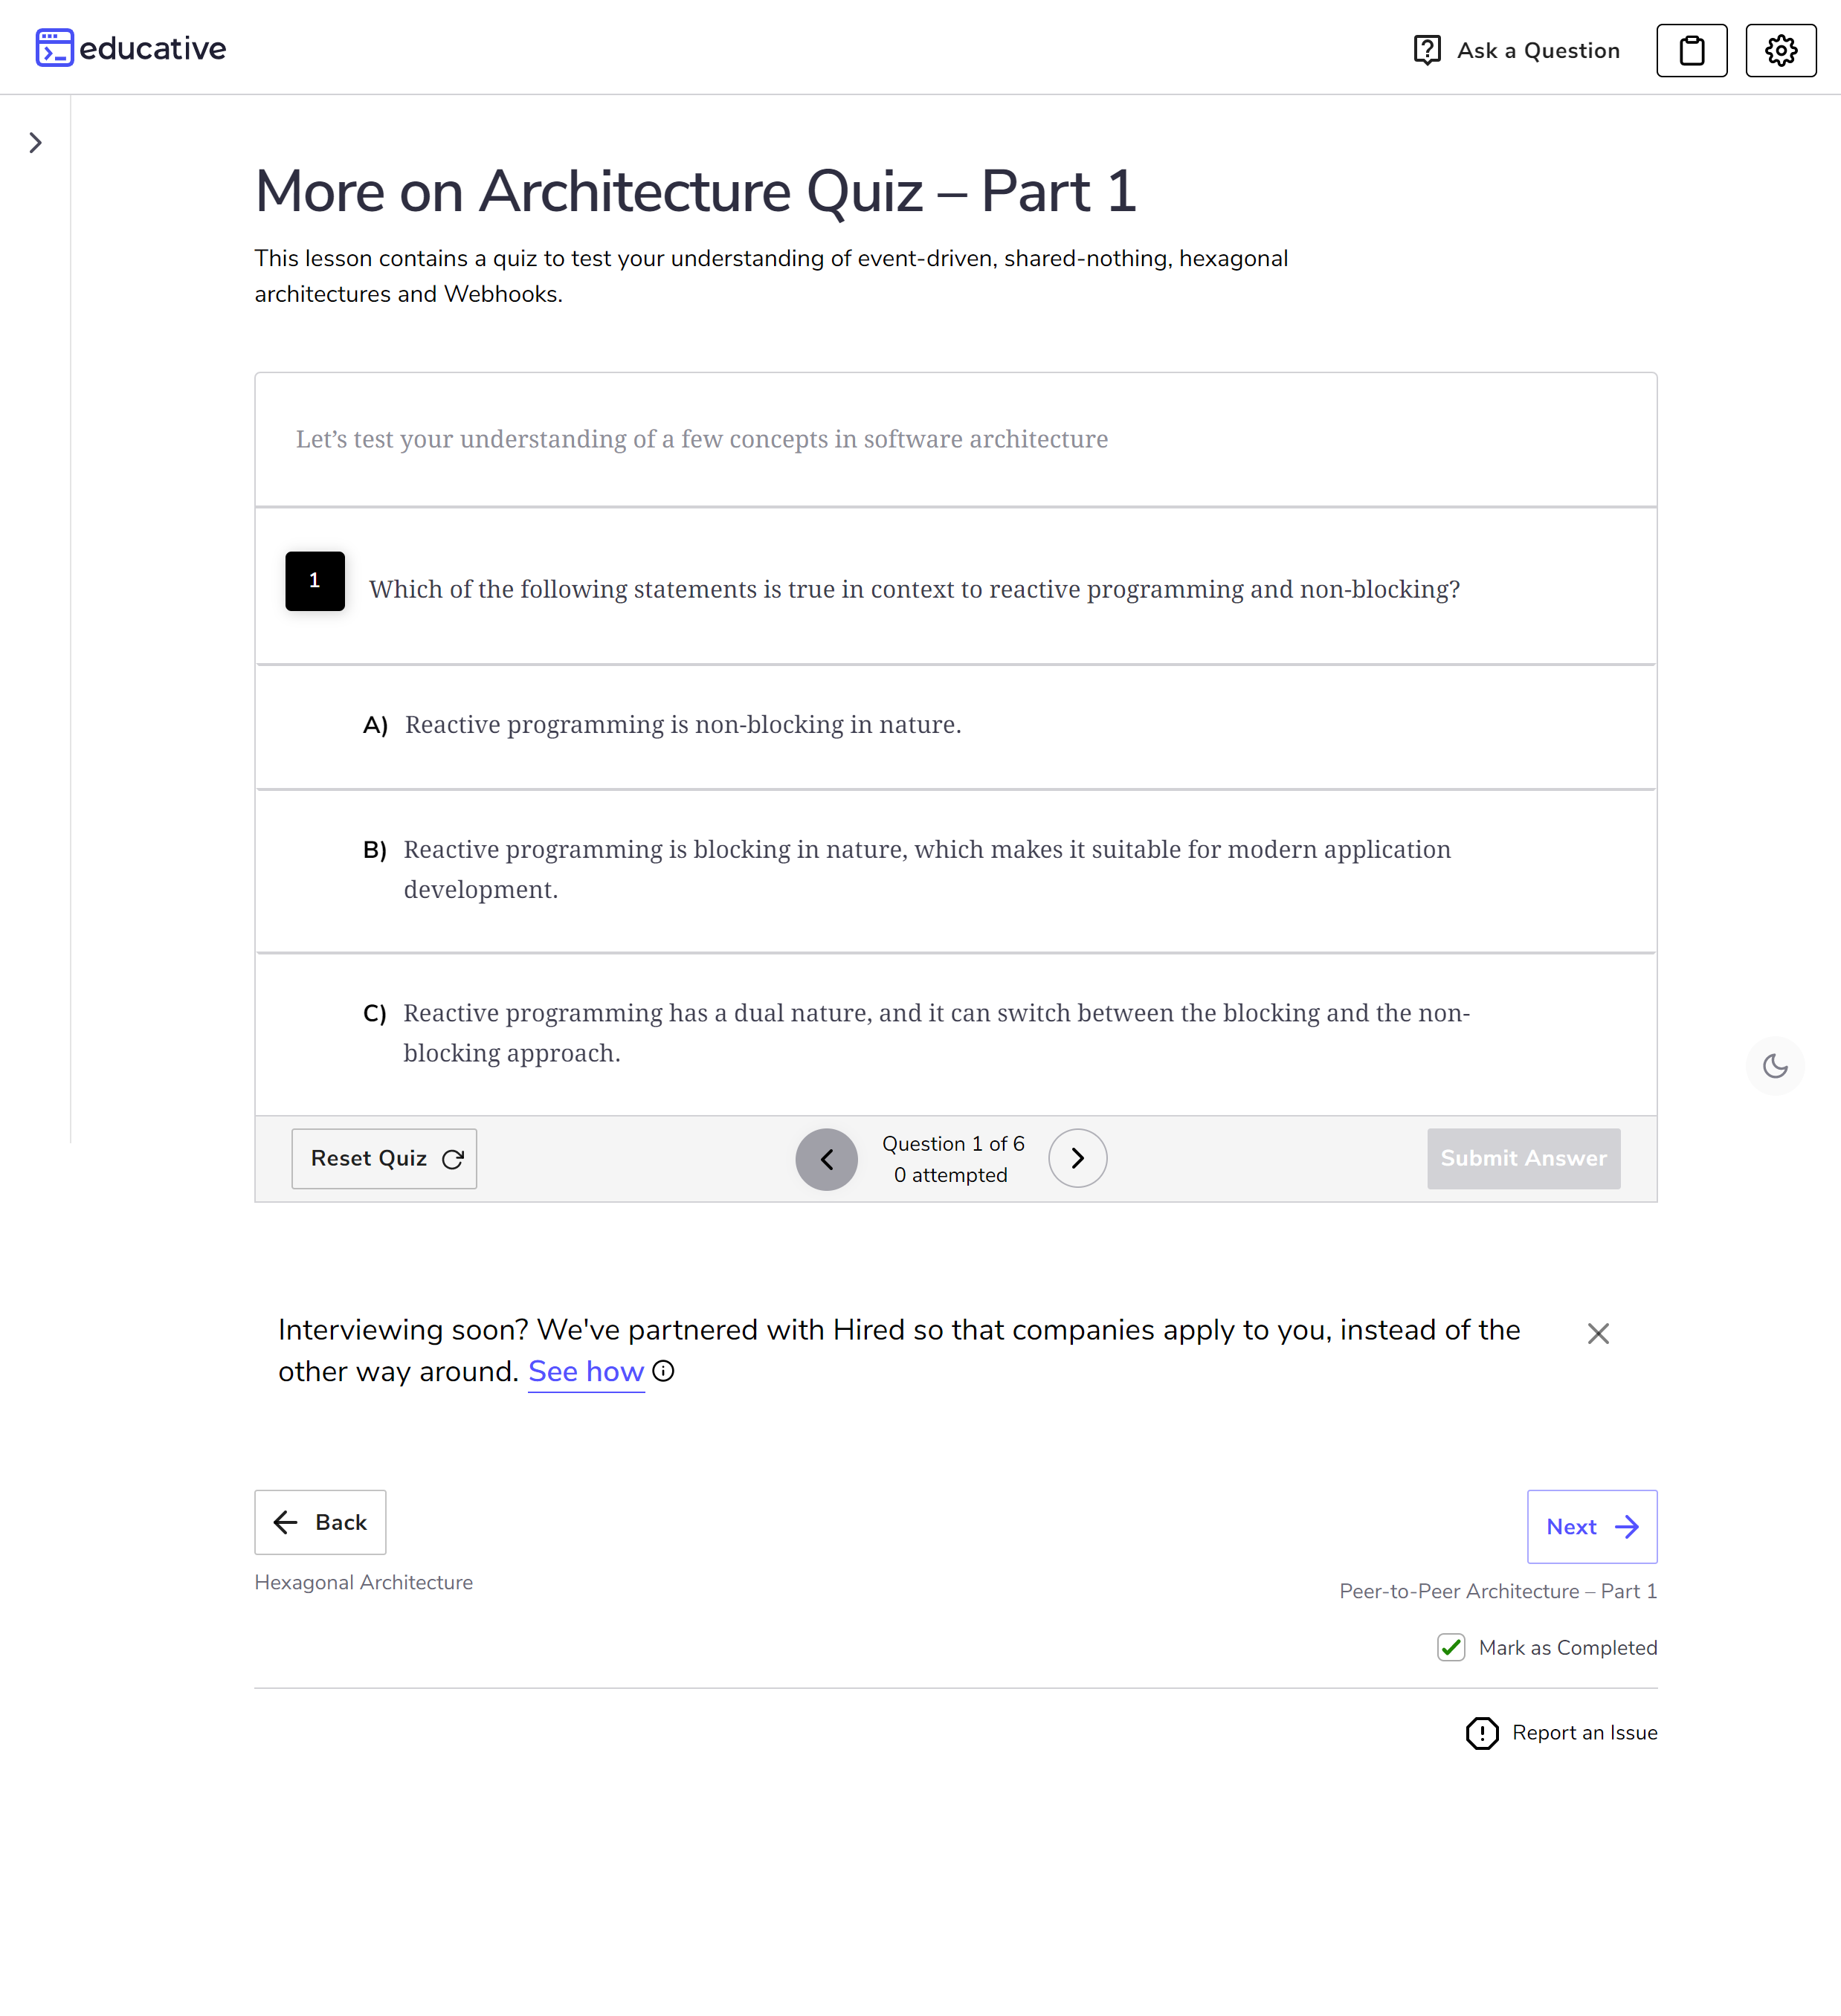 educative
Ask a Question
More on Architecture Quiz – Part 1
This lesson contains a quiz to test your understanding of event-driven, shared-nothing, hexagonal
architectures and Webhooks.
Let’s test your understanding of a few concepts in software architecture
1
Which of the following statements is true in context to reactive programming and non-blocking?
A) Reactive programming is non-blocking in nature.
B) Reactive programming is blocking in nature, which makes it suitable for modern application
development.
C) Reactive programming has a dual nature, and it can switch between the blocking and the non-
blocking approach.
Reset Quiz
Question 1 of 6
0 attempted
Submit Answer
Interviewing soon? We've partnered with Hired so that companies apply to you, instead of the
other way around. See how
Back
Hexagonal Architecture
Next
Peer-to-Peer Architecture – Part 1
Mark as Completed
Report an Issue